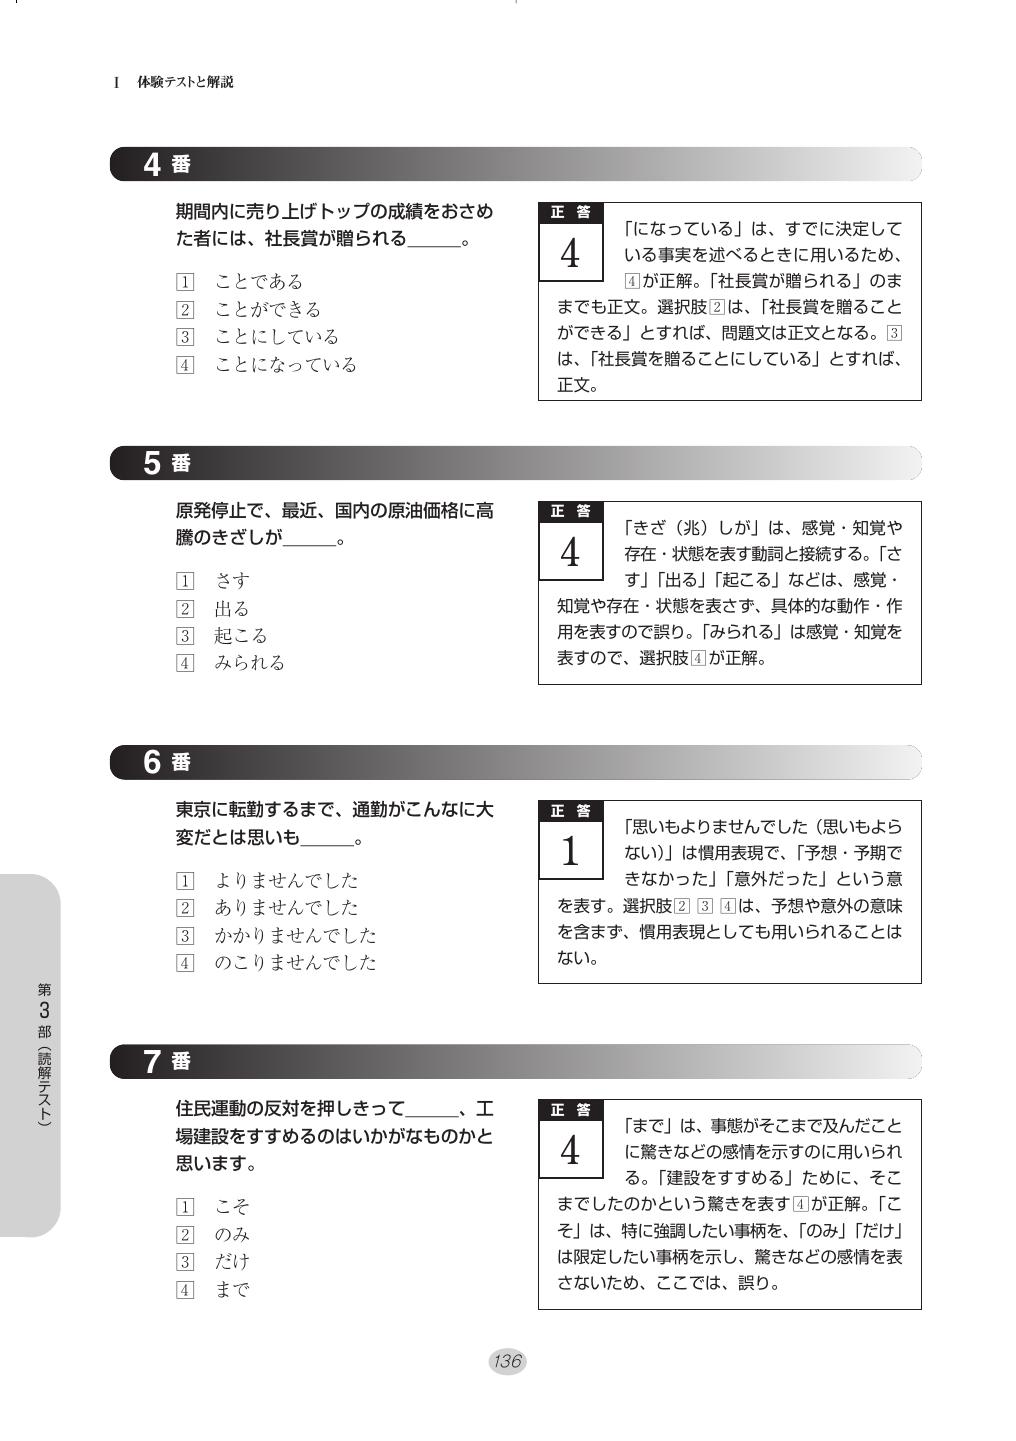 I 体験テストと解説
4 番
期間内に売り上げトップの成績をおさめ
た者には、社長賞が贈られる______。
1 ことである
2 ことができる
3 ことにしている
4 ことになっている
正 答
4
「になっている」は、すでに決定して
いる事実を述べるときに用いるため、
4が正解。「社長賞が贈られる」のま
までも正文。選択肢2は、「社長賞を贈ること
ができる」とすれば、問題文は正文となる。3
は、「社長賞を贈ることにしている」とすれば、
正文。
5 番
原発停止で、最近、国内の原油価格に高
騰のきざしが______。
1 さす
2 出る
3 起こる
4 みられる
正 答
4
「きざ（兆）しが」は、感覚・知覚や
存在・状態を表す動詞と接続する。「さ
す」「出る」「起こる」などは、感覚・
知覚や存在・状態を表さず、具体的な動作・作
用を表すので誤り。「みられる」は感覚・知覚を
表すので、選択肢4が正解。
6 番
東京に転勤するまで、通勤がこんなに大
変だとは思いも______。
1 よりませんでした
2 ありませんでした
3 かかりませんでした
4 のこりませんでした
正 答
1
「思いもよりませんでした（思いもよら
ない）」は慣用表現で、「予想・予期で
きなかった」「意外だった」という意
を表す。選択肢2 3 4は、予想や意外の意味
を含まず、慣用表現としても用いられることは
ない。
7 番
住民運動の反対を押しきって______、工
場建設をすすめるのはいかがなものかと
思います。
1 こそ
2 のみ
3 だけ
4 まで
正 答
4
「まで」は、事態がそこまで及んだこと
に驚きなどの感情を示すのに用いられ
る。「建設をすすめる」ために、そこ
までしたのかという驚きを表す4が正解。「こ
そ」は、特に強調したい事柄を、「のみ」「だけ」
は限定したい事柄を示し、驚きなどの感情を表
さないため、ここでは、誤り。
第3部（読解テスト）
136